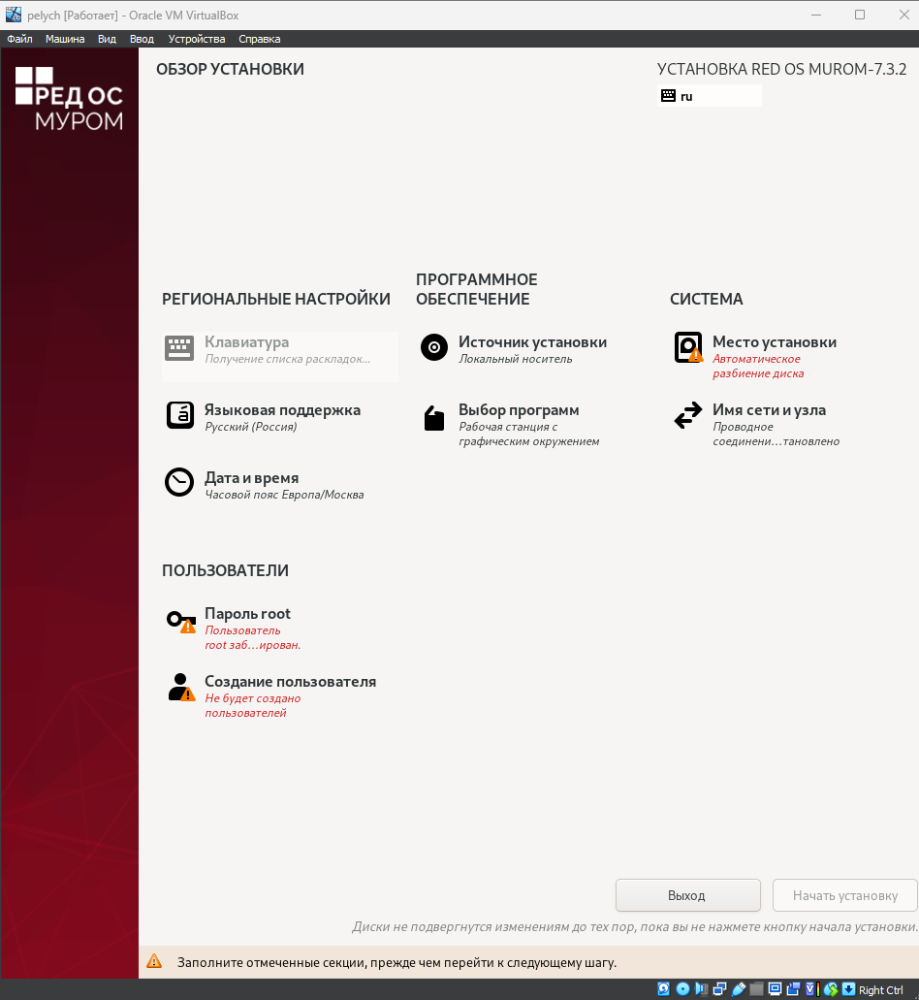 pelych [Работает] - Oracle VM VirtualBox
Файл Машина Вид Ввод Устройства Справка
РЕД ОС
МУРОМ
ОБЗОР УСТАНОВКИ
УСТАНОВКА RED OS MUROM-7.3.2
ru
РЕГИОНАЛЬНЫЕ НАСТРОЙКИ
Клавиатура
Получение списка раскладок...
Языковая поддержка
Русский (Россия)
Дата и время
Часовой пояс Европа/Москва
ПРОГРАММНОЕ
ОБЕСПЕЧЕНИЕ
Источник установки
Локальный носитель
Выбор программ
Рабочая станция с
графическим окружением
СИСТЕМА
Место установки
Автоматическое
разбиение диска
Имя сети и узла
Проводное
соединени…тановлено
ПОЛЬЗОВАТЕЛИ
Пароль root
Пользователь
root заб…ирован.
Создание пользователя
Не будет создано
пользователей
Выход
Начать установку
Диски не подвергнутся изменениям до тех пор, пока вы не нажмете кнопку начала установки.
Заполните отмеченные секции, прежде чем перейти к следующему шагу.
Right Ctrl